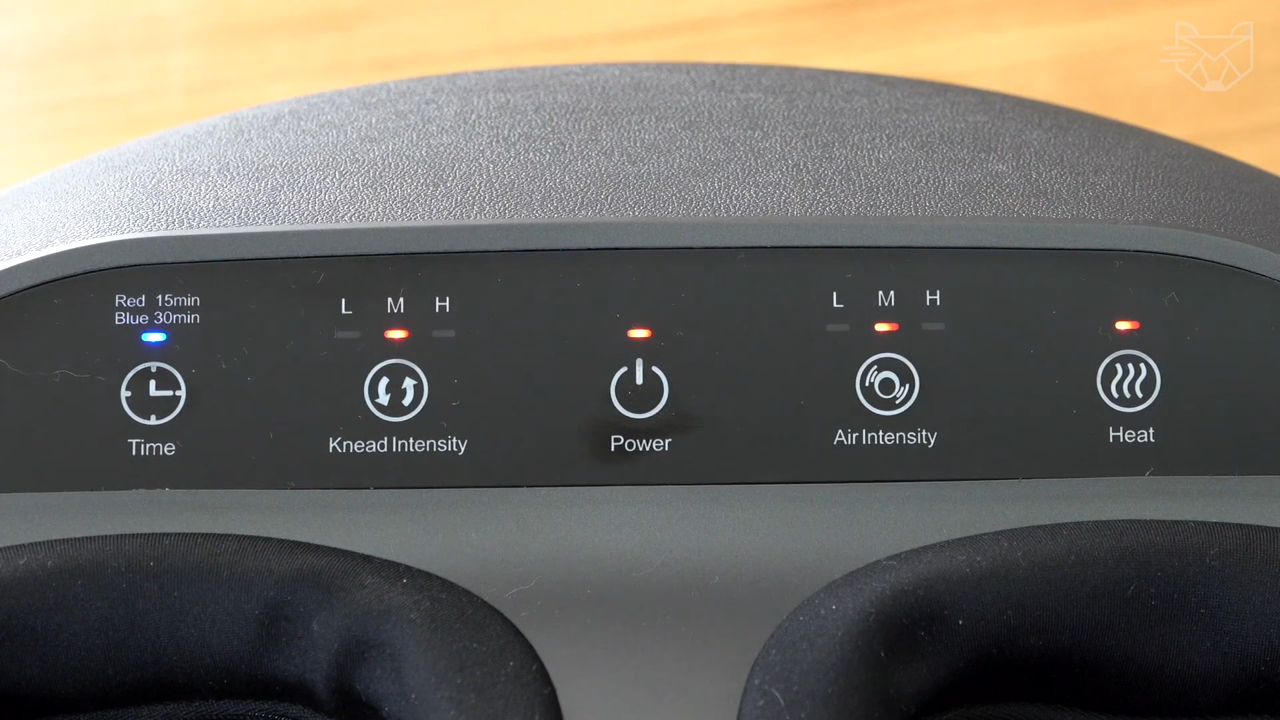 Red 15min
Blue 30min
Time
L M H
Knead Intensity
Power
L M H
Air Intensity
Heat